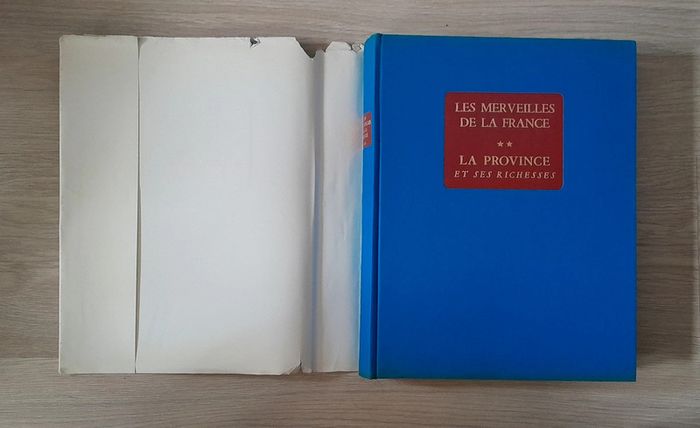 LES MERVEILLES
DE LA FRANCE
★★
LA PROVINCE
ET SES RICHESSES